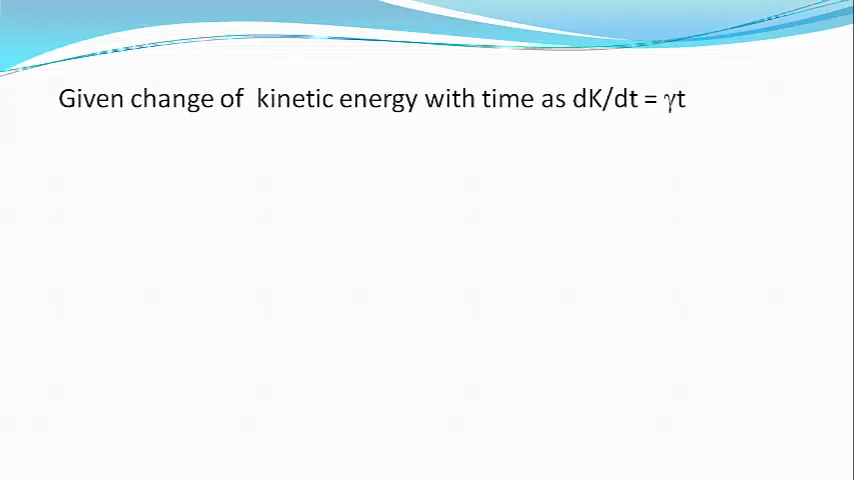 Given change of  kinetic energy with time as dK/dt = γt